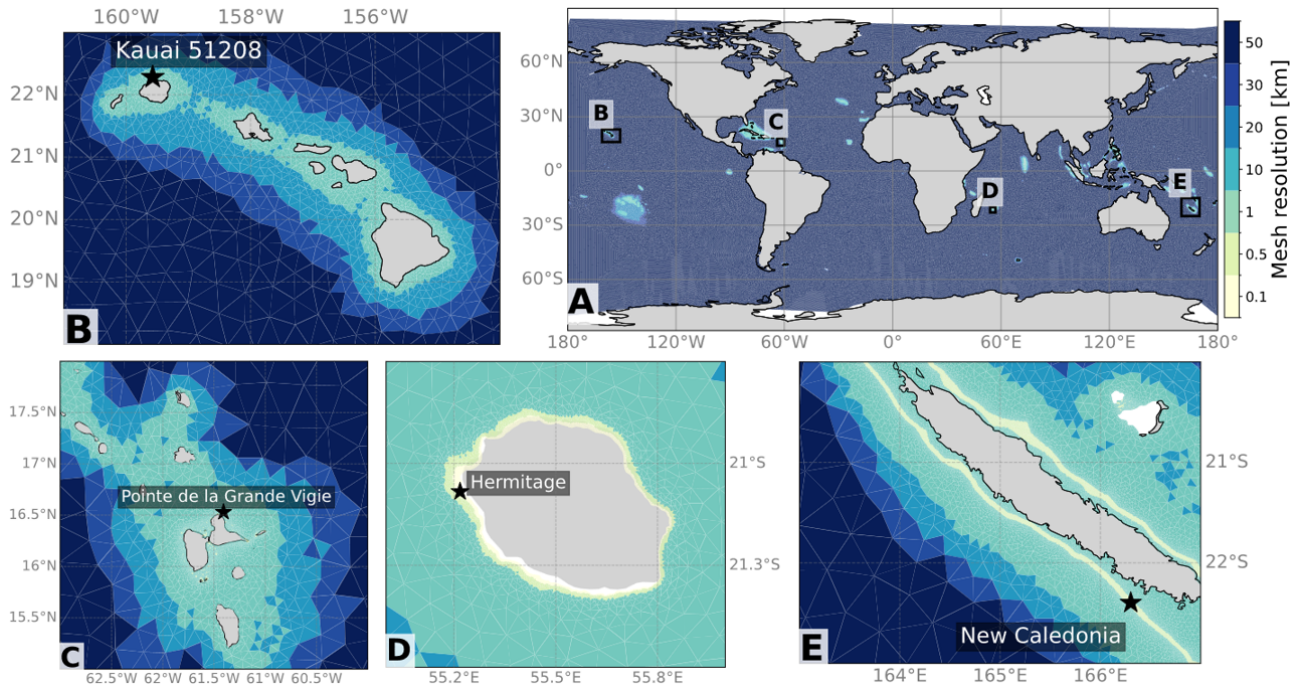 160°W 158°W 156°W
Kauai 51208
22°N
21°N
20°N
19°N
B
60°N
30°N
0°
30°S
60°S
B
C
D
E
A
180° 120°W 60°W 0° 60°E 120°E 180°
50
30
20
10
1
0.5
0.1
Mesh resolution [km]
17.5°N
17°N
16.5°N
16°N
15.5°N
Pointe de la Grande Vigie
C
62.5°W 62°W 61.5°W 61°W 60.5°W
Hermitage
21°S
21.3°S
D
55.2°E 55.5°E 55.8°E
21°S
22°S
New Caledonia
E
164°E 165°E 166°E